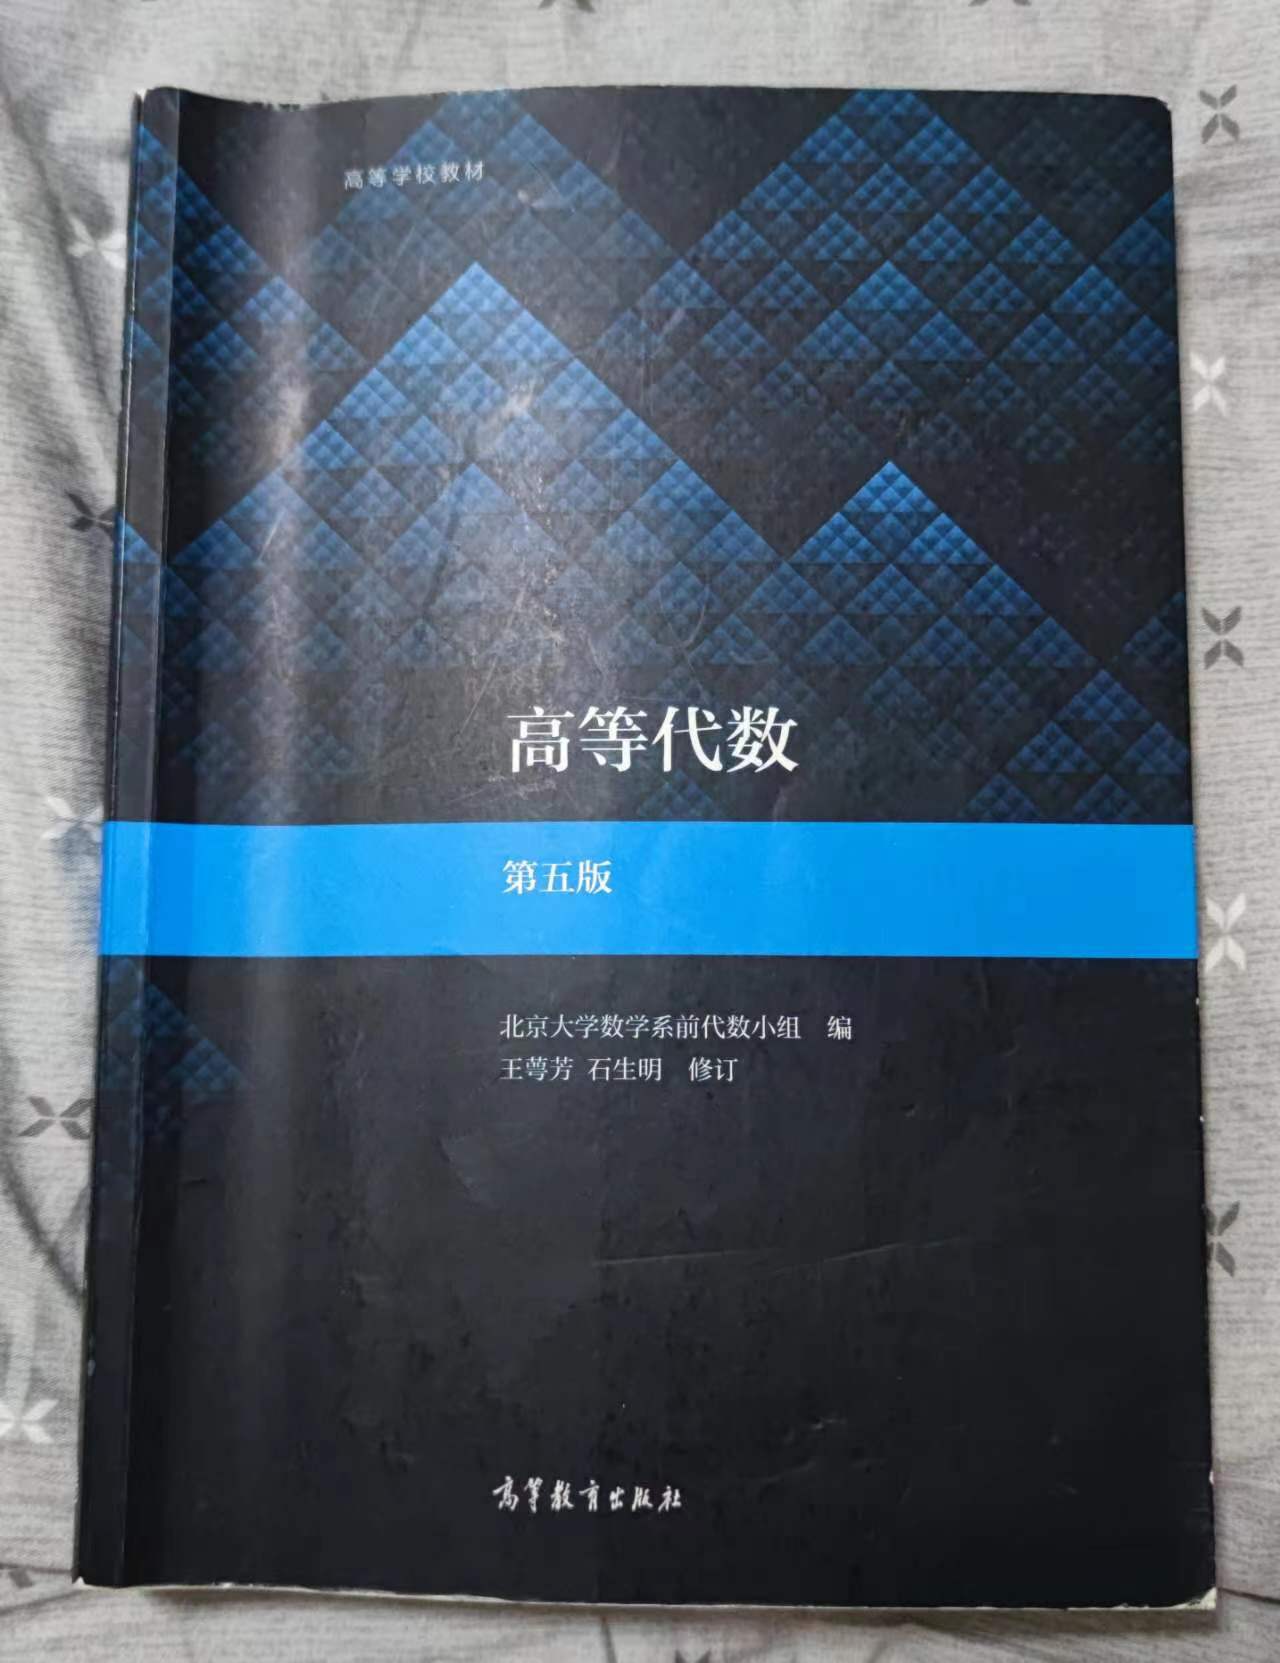 高等学校教材
高等代数
第五版
北京大学数学系前代数小组 编
王萼芳 石生明 修订
高等教育出版社